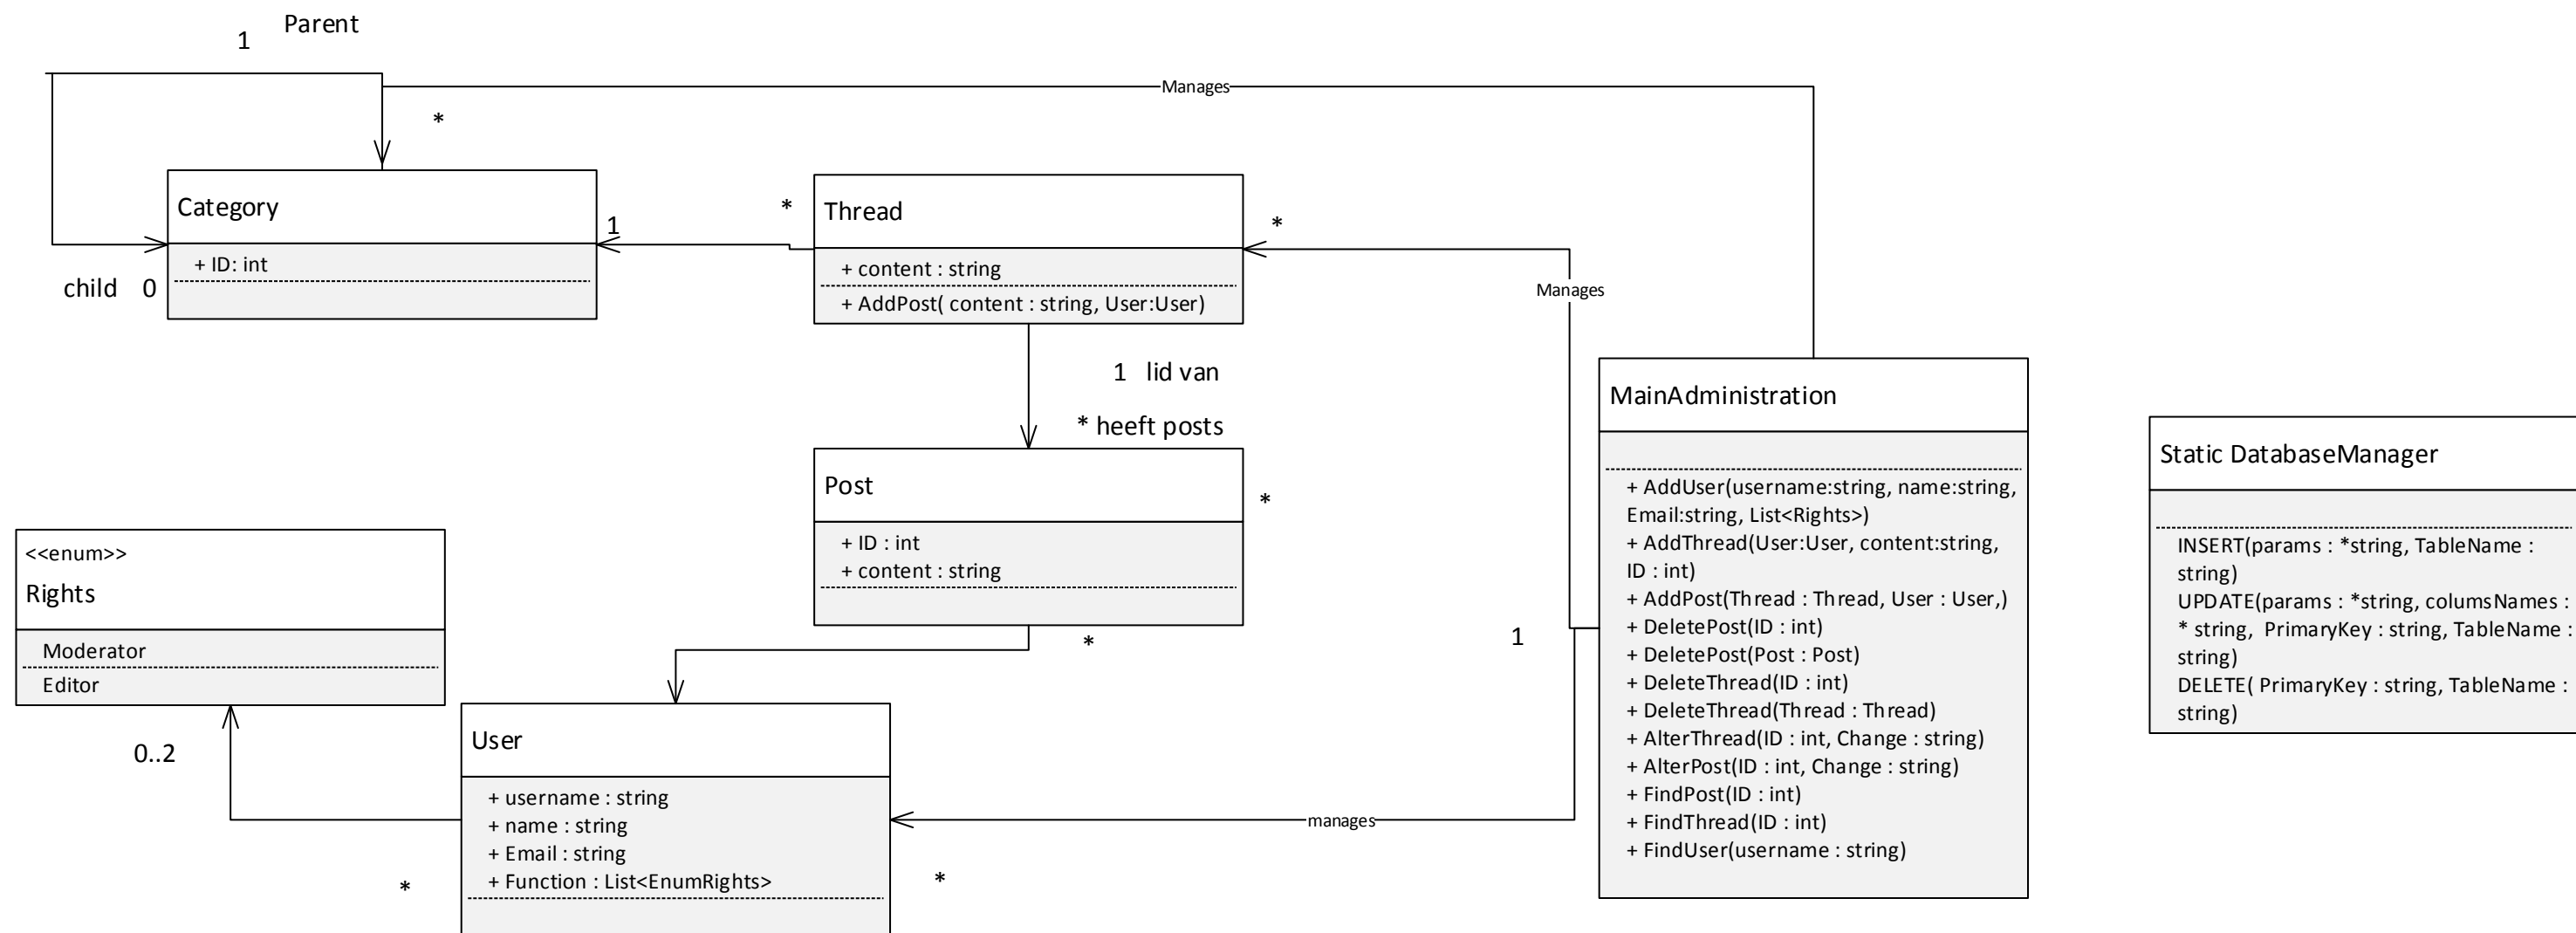 Parent
1
Manages
*
Category
+ ID: int
child 0
1
*
Thread
+ content : string
+ AddPost( content : string, User:User)
*
Manages
1 lid van
* heeft posts
Post
+ ID : int
+ content : string
*
*
<<enum>>
Rights
Moderator
Editor
0..2
User
+ username : string
+ name : string
+ Email : string
+ Function : List<EnumRights>
*
*
manages
1
MainAdministration
+ AddUser(username:string, name:string,
Email:string, List<Rights>)
+ AddThread(User:User, content:string,
ID : int)
+ AddPost(Thread : Thread, User : User,)
+ DeletePost(ID : int)
+ DeletePost(Post : Post)
+ DeleteThread(ID : int)
+ DeleteThread(Thread : Thread)
+ AlterThread(ID : int, Change : string)
+ AlterPost(ID : int, Change : string)
+ FindPost(ID : int)
+ FindThread(ID : int)
+ FindUser(username : string)
Static DatabaseManager
INSERT(params : *string, TableName :
string)
UPDATE(params : *string, columsNames :
* string, PrimaryKey : string, TableName :
string)
DELETE( PrimaryKey : string, TableName :
string)